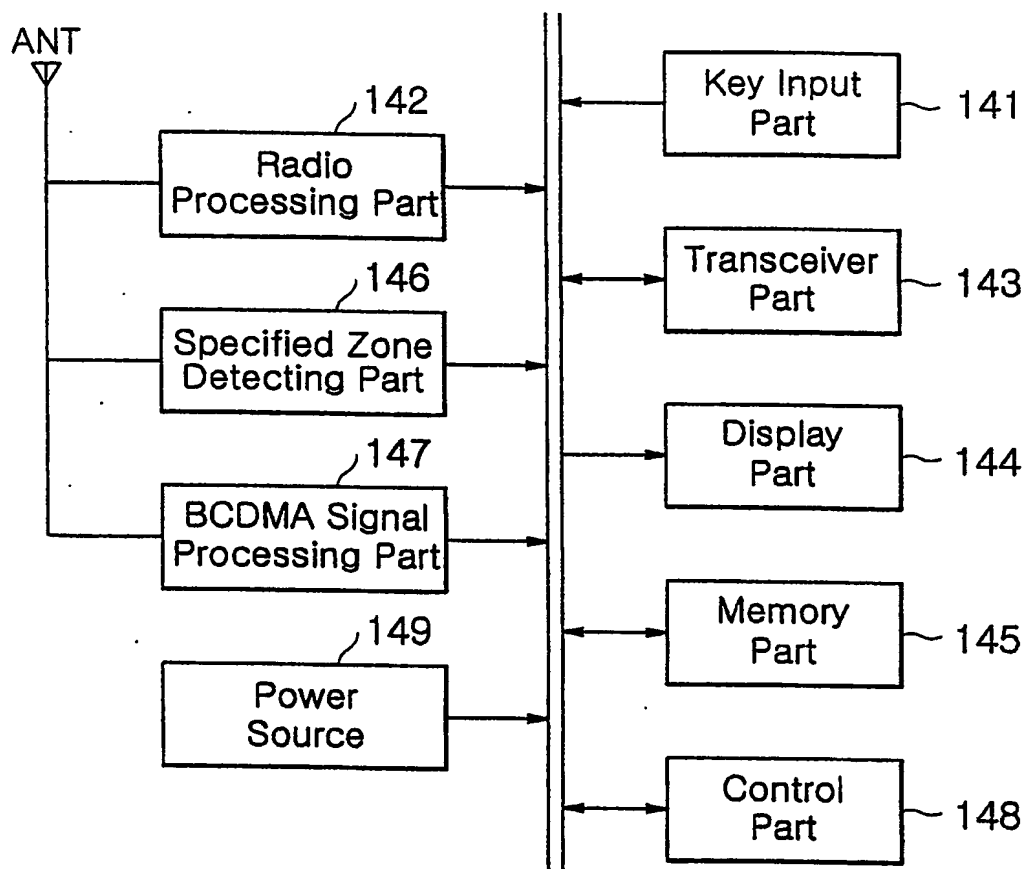 ANT
142
Radio
Processing Part
146
Specified Zone
Detecting Part
147
BCDMA Signal
Processing Part
149
Power
Source
Key Input
Part
141
Transceiver
Part
143
Display
Part
144
Memory
Part
145
Control
Part
148